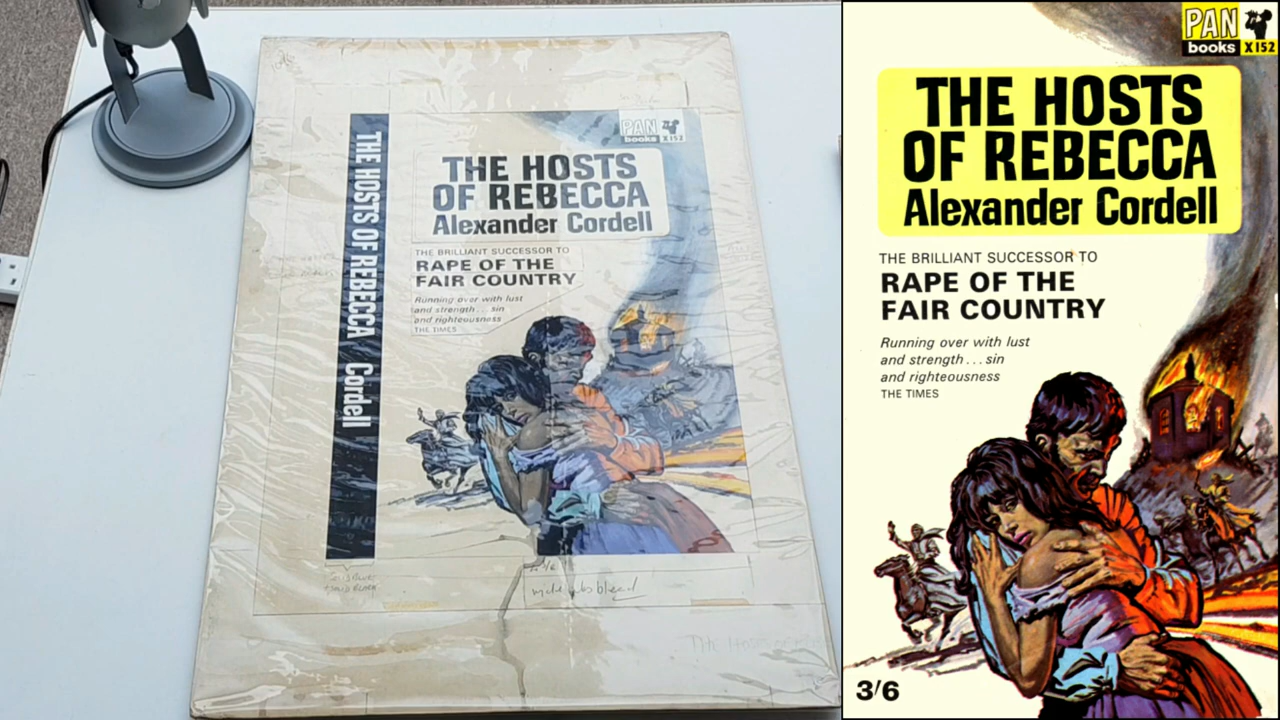 PAN
books X152
THE HOSTS
OF REBECCA
Alexander Cordell
THE BRILLIANT SUCCESSOR TO
RAPE OF THE
FAIR COUNTRY
Running over with lust
and strength...sin
and righteousness
THE TIMES
THE HOSTS OF REBECCA Cordell
PAN
books X152
THE HOSTS
OF REBECCA
Alexander Cordell
THE BRILLIANT SUCCESSOR TO
RAPE OF THE
FAIR COUNTRY
Running over with lust
and strength...sin
and righteousness
THE TIMES
3/6